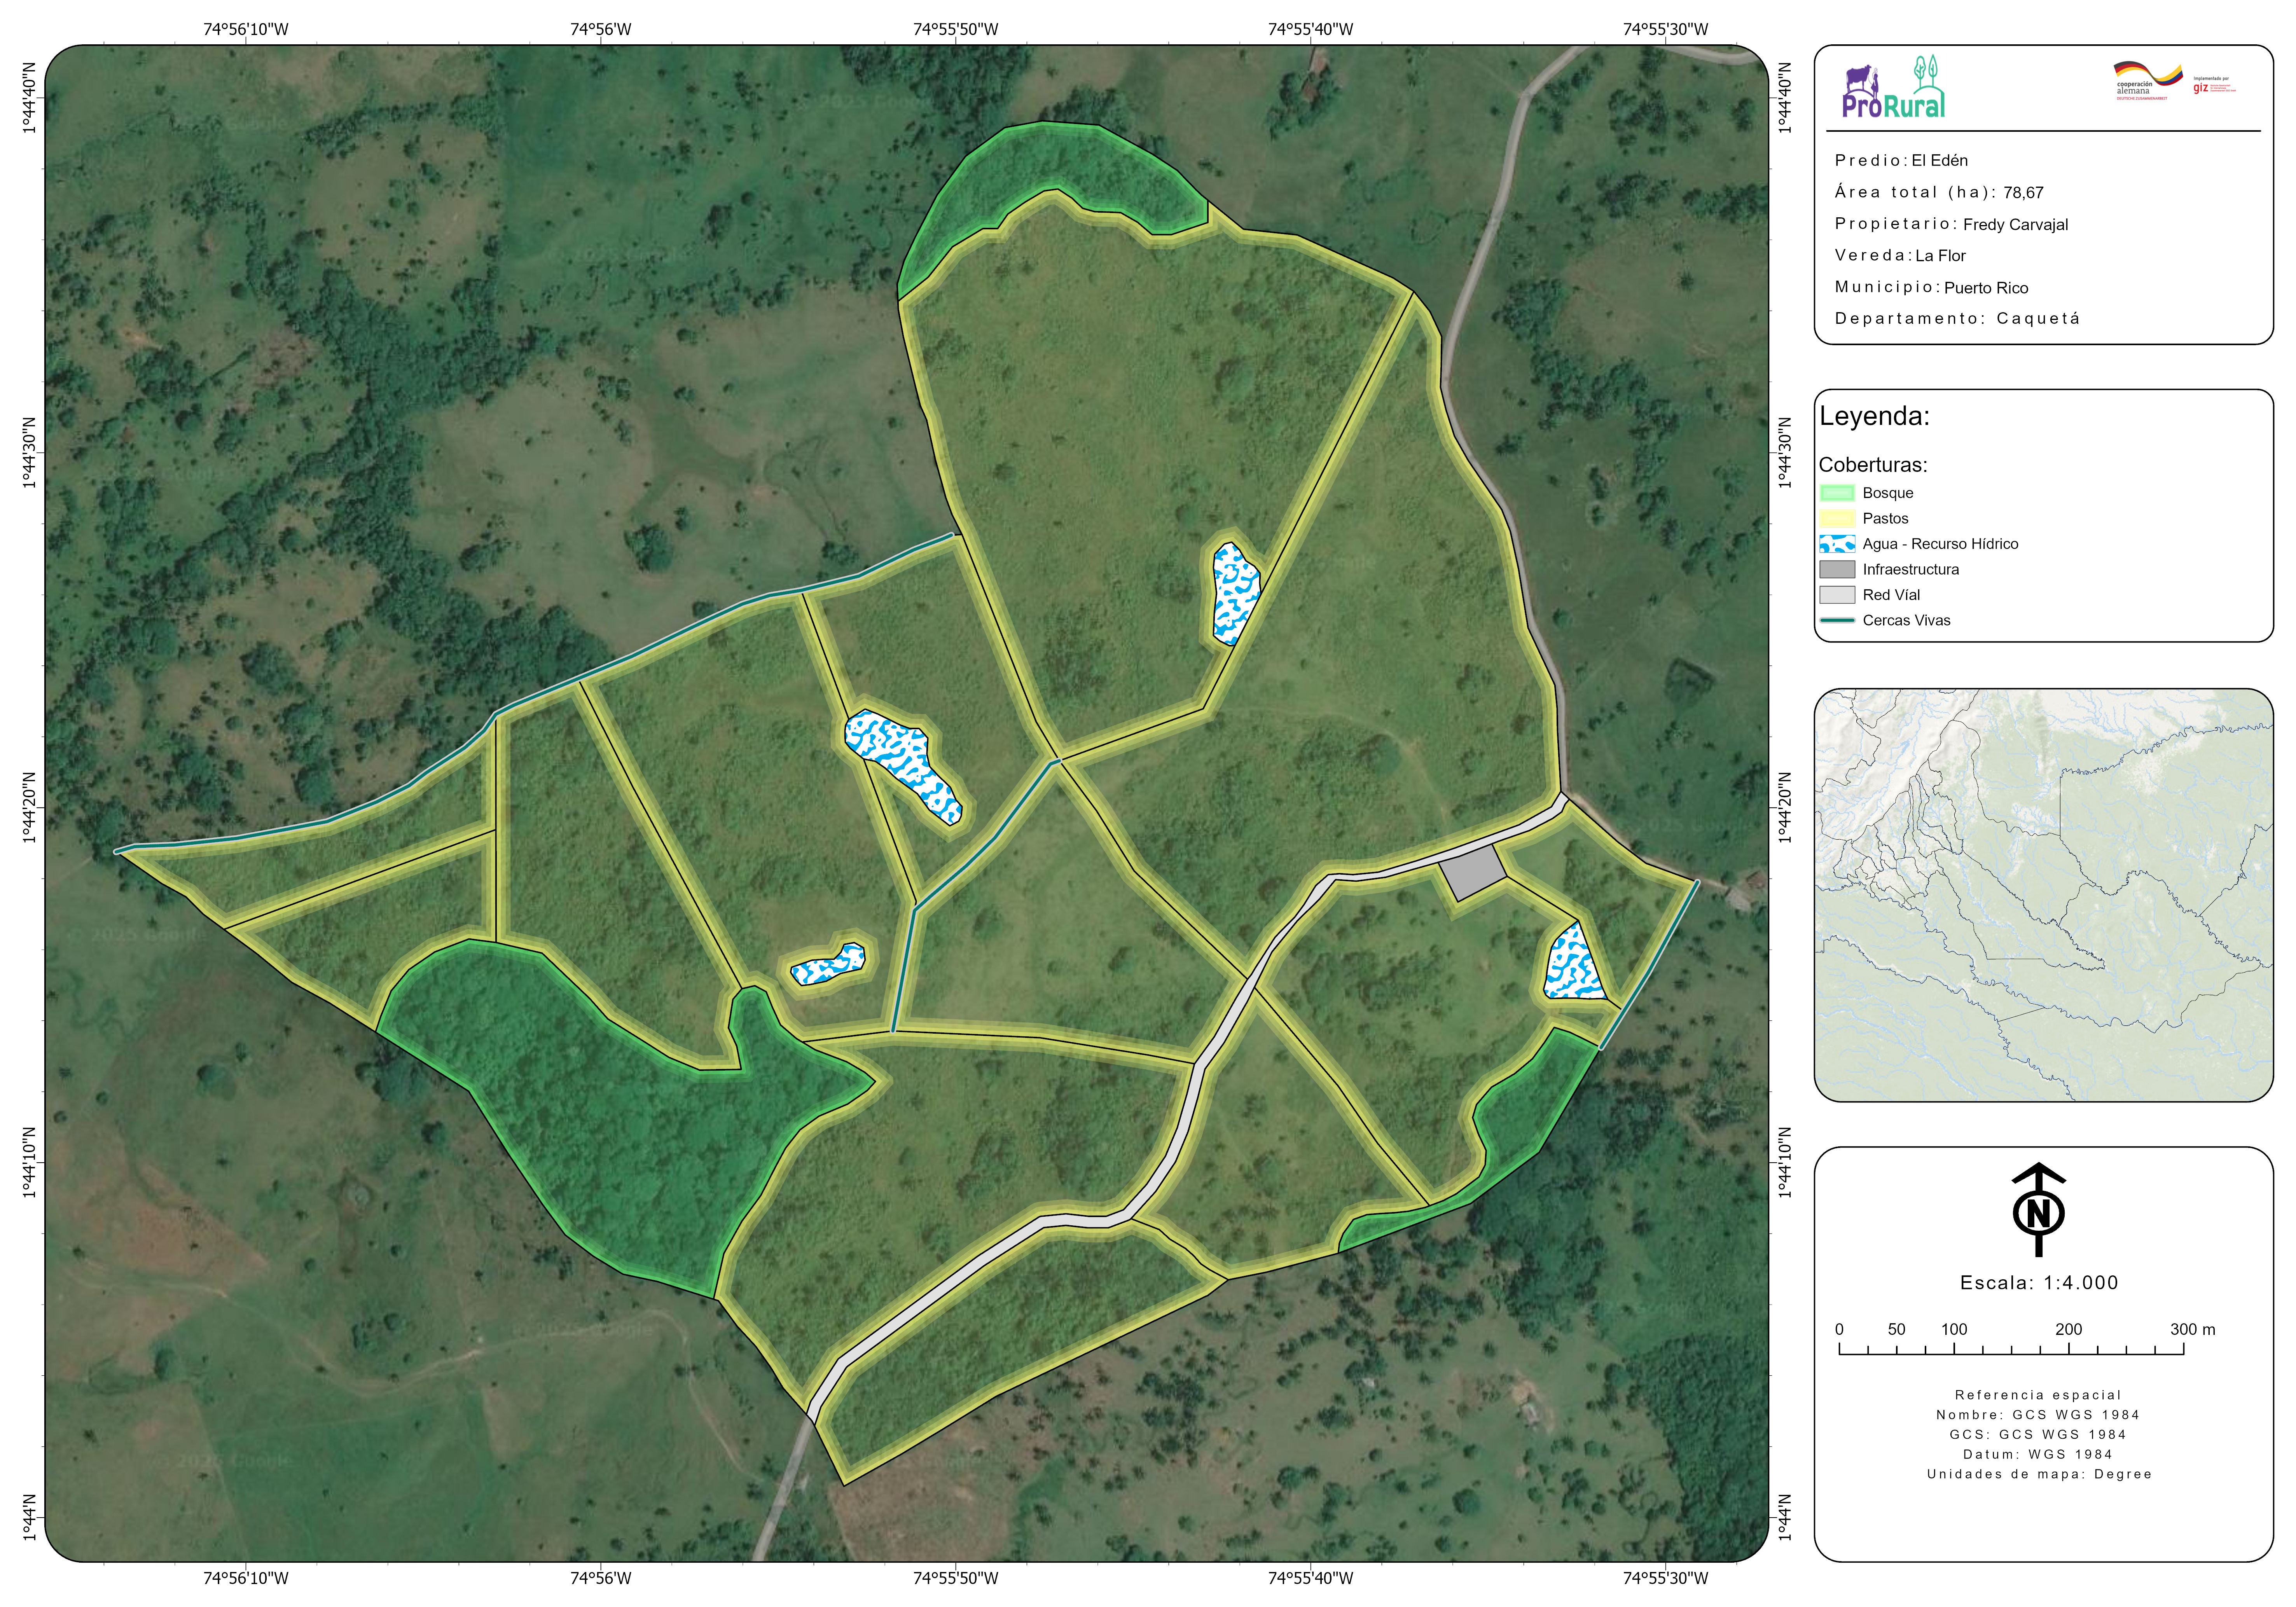 74°56'10"W 74°56'W 74°55'50"W 74°55'40"W 74°55'30"W
1°44'40"N
1°44'30"N
1°44'20"N
1°44'10"N
1°44'N
1°44'40"N
1°44'30"N
1°44'20"N
1°44'10"N
1°44'N
74°56'10"W 74°56'W 74°55'50"W 74°55'40"W 74°55'30"W
© 2025 Google
ProRural
cooperación
alemana
DEUTSCHE ZUSAMMENARBEIT
Implementada por
giz
Predio: El Edén
Área total (ha): 78,67
Propietario: Fredy Carvajal
Vereda: La Flor
Municipio: Puerto Rico
Departamento: Caquetá
Leyenda:
Coberturas:
Bosque
Pastos
Agua - Recurso Hídrico
Infraestructura
Red Víal
Cercas Vivas
N
Escala: 1:4.000
0 50 100 200 300 m
Referencia espacial
Nombre: GCS WGS 1984
GCS: GCS WGS 1984
Datum: WGS 1984
Unidades de mapa: Degree